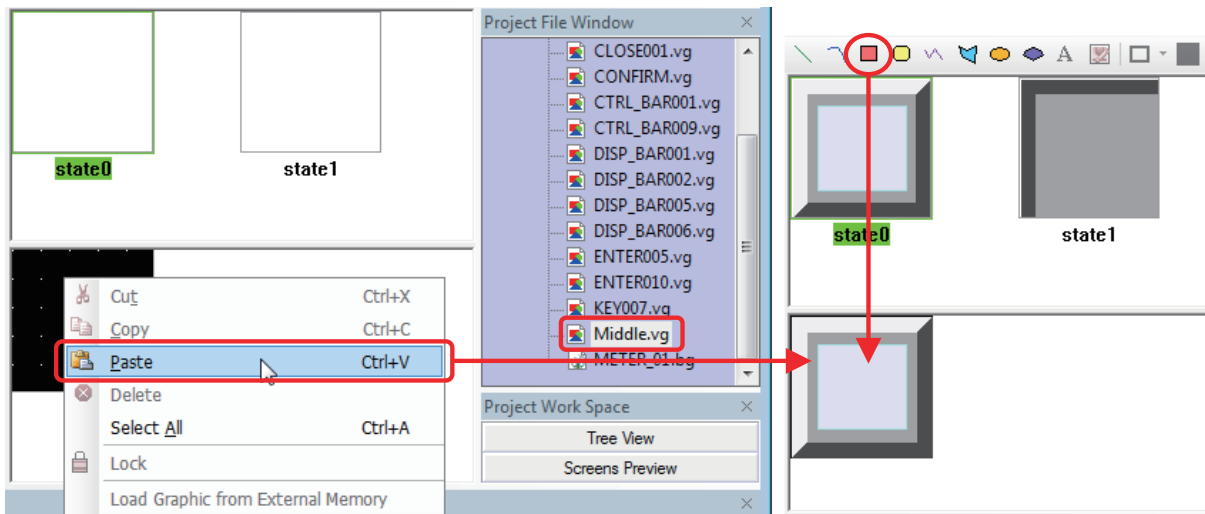 state0
state1
Cut Ctrl+X
Copy Ctrl+C
Paste Ctrl+V
Delete
Select All Ctrl+A
Lock
Load Graphic from External Memory
Project File Window
CLOSE001.vg
CONFIRM.vg
CTRL_BAR001.vg
CTRL_BAR009.vg
DISP_BAR001.vg
DISP_BAR002.vg
DISP_BAR005.vg
DISP_BAR006.vg
ENTER005.vg
ENTER010.vg
KEY007.vg
Middle.vg
METER_01.bg
Project Work Space
Tree View
Screens Preview
A
state0
state1